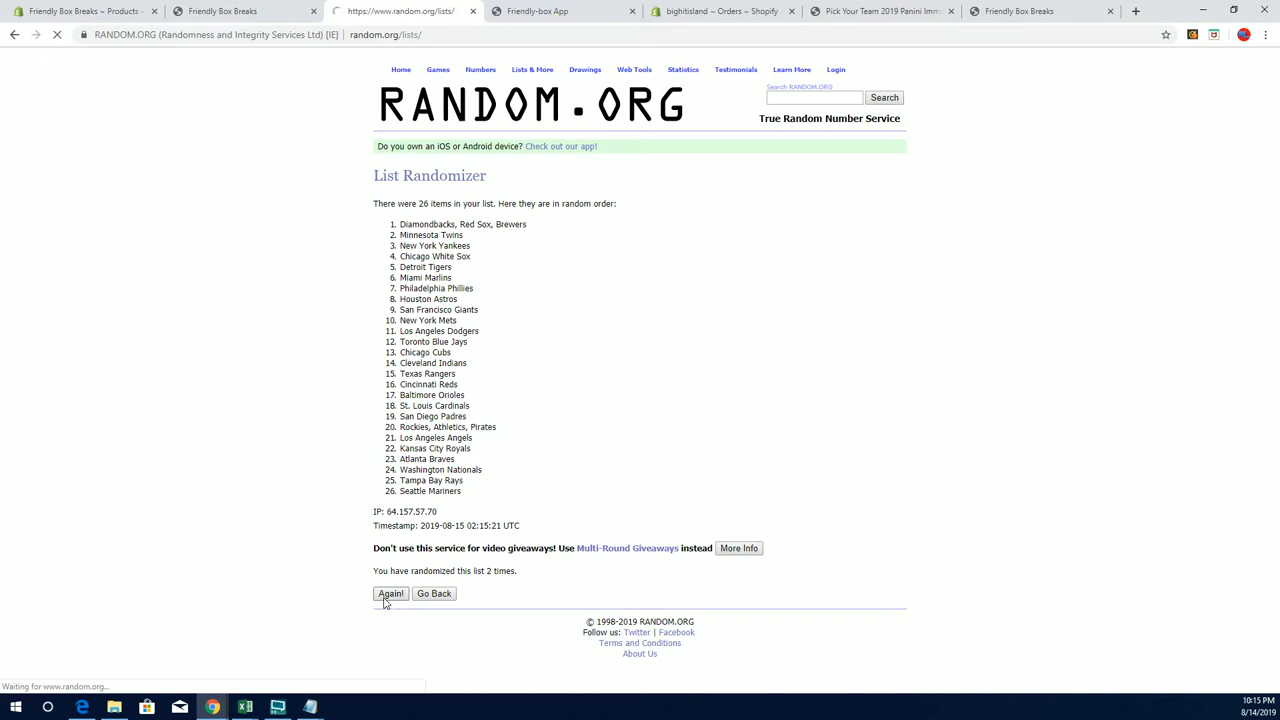 Friendly Box Breaks ~ Products -
Friendly Box Breaks
https://www.random.org/lists/
Friendly-box App
bightisland ~ Orders ~ Shopify
Pick Your Team 2019 Panini Imm
Friendly Box Breaks
RANDOM.ORG (Randomness and Integrity Services Ltd) [IE] | random.org/lists/
Home Games Numbers Lists & More Drawings Web Tools Statistics Testimonials Learn More Login
Search RANDOM.ORG
RANDOM.ORG
Search
True Random Number Service
Do you own an iOS or Android device? Check out our app!
List Randomizer
There were 26 items in your list. Here they are in random order:
1. Diamondbacks, Red Sox, Brewers
2. Minnesota Twins
3. New York Yankees
4. Chicago White Sox
5. Detroit Tigers
6. Miami Marlins
7. Philadelphia Phillies
8. Houston Astros
9. San Francisco Giants
10. New York Mets
11. Los Angeles Dodgers
12. Toronto Blue Jays
13. Chicago Cubs
14. Cleveland Indians
15. Texas Rangers
16. Cincinnati Reds
17. Baltimore Orioles
18. St. Louis Cardinals
19. San Diego Padres
20. Rockies, Athletics, Pirates
21. Los Angeles Angels
22. Kansas City Royals
23. Atlanta Braves
24. Washington Nationals
25. Tampa Bay Rays
26. Seattle Mariners
IP: 64.157.57.70
Timestamp: 2019-08-15 02:15:21 UTC
Don't use this service for video giveaways! Use Multi-Round Giveaways instead More Info
You have randomized this list 2 times.
Again! Go Back
© 1998-2019 RANDOM.ORG
Follow us: Twitter | Facebook
Terms and Conditions
About Us
Waiting for www.random.org...
10:15 PM
8/14/2019